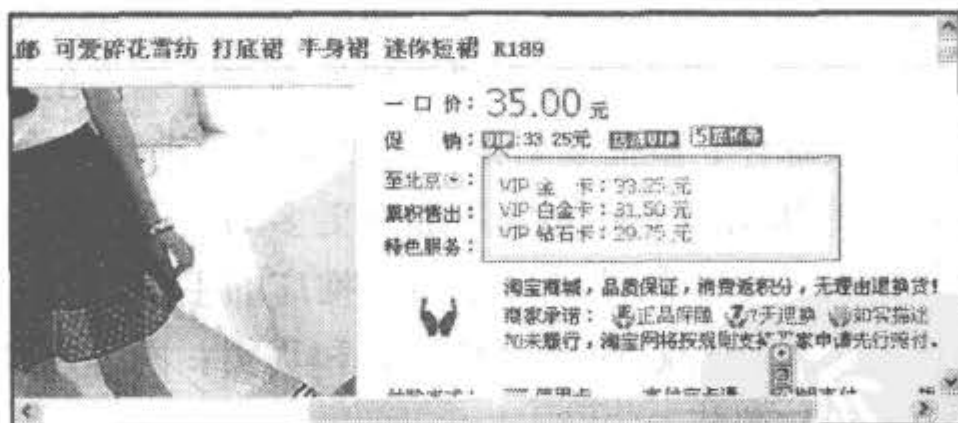 邮 可爱碎花雪纺 打底裙 半身裙 迷你短裙 R189
一 口 价：35.00 元
促 销：VIP:33 25元
至北京：
VIP 金 卡：33.25 元
累积售出：
VIP 白金卡：31.50 元
特色服务：
VIP 钻石卡：29.75 元
淘宝商城，品质保证，消费返积分，无理由退换货！
商家承诺： 正品保障 7天退换 如实描述
如未履行，淘宝网将按规则支持买家申请先行赔付。
信用卡